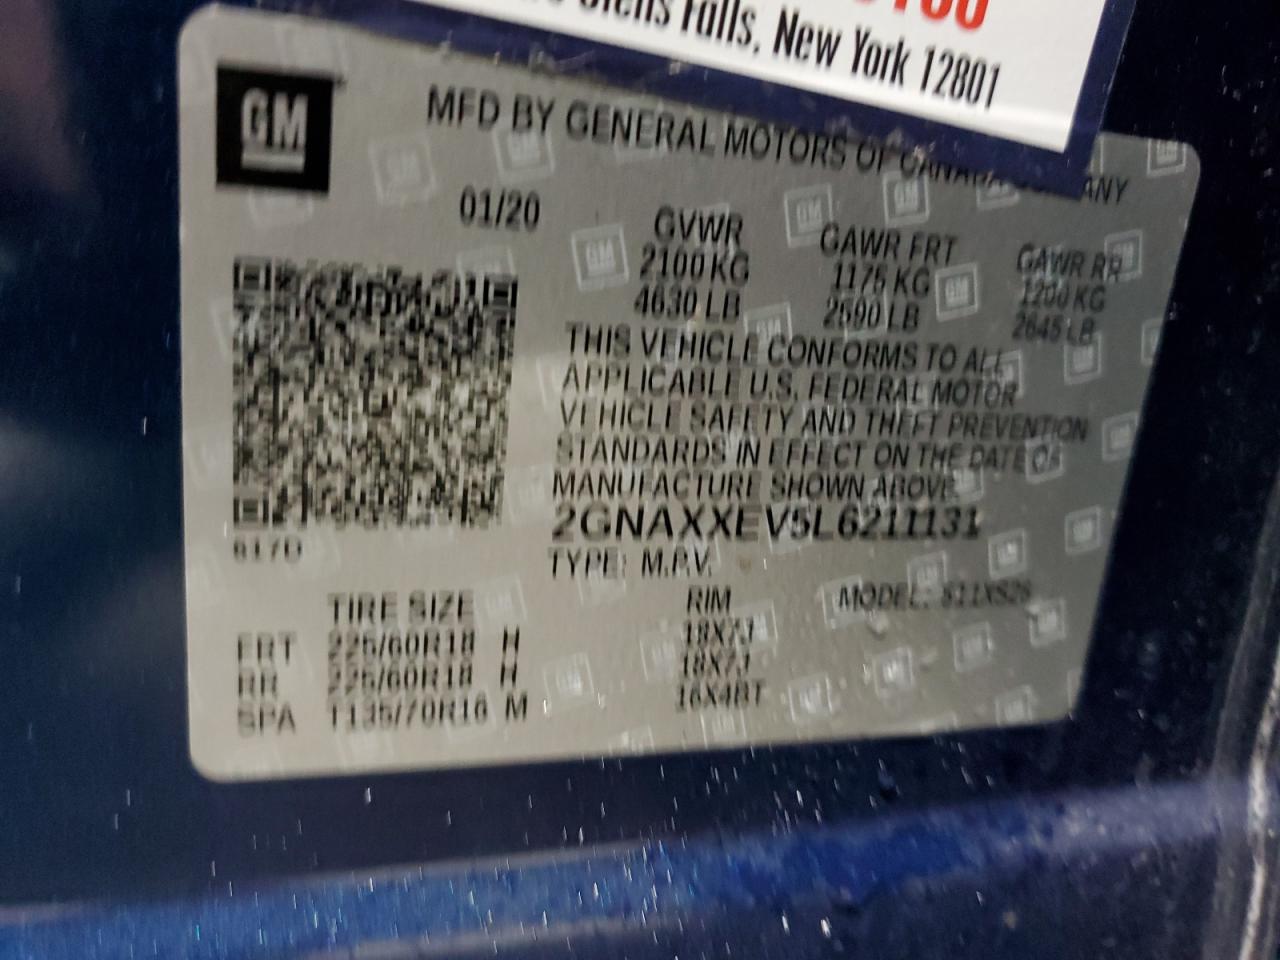 Glens Falls, New York 12801
GM
MFD BY GENERAL MOTORS OF CANADA COMPANY
01/20
GVWR GAWR FRT GAWR RR
2100KG 1175 KG 1200 KG
4630 LB 2590 LB 2645 LB
THIS VEHICLE CONFORMS TO ALL
APPLICABLE U.S. FEDERAL MOTOR
VEHICLE SAFETY AND THEFT PREVENTION
STANDARDS IN EFFECT ON THE DATE OF
MANUFACTURE SHOWN ABOVE.
2GNAXXEV5L6211131
TYPE: M.P.V.
MODEL:
TIRE SIZE RIM
FRT 225/60R18 H 18X7J
RR 225/60R18 H 18X7J
SPA T135/70R16 M 16X4BT